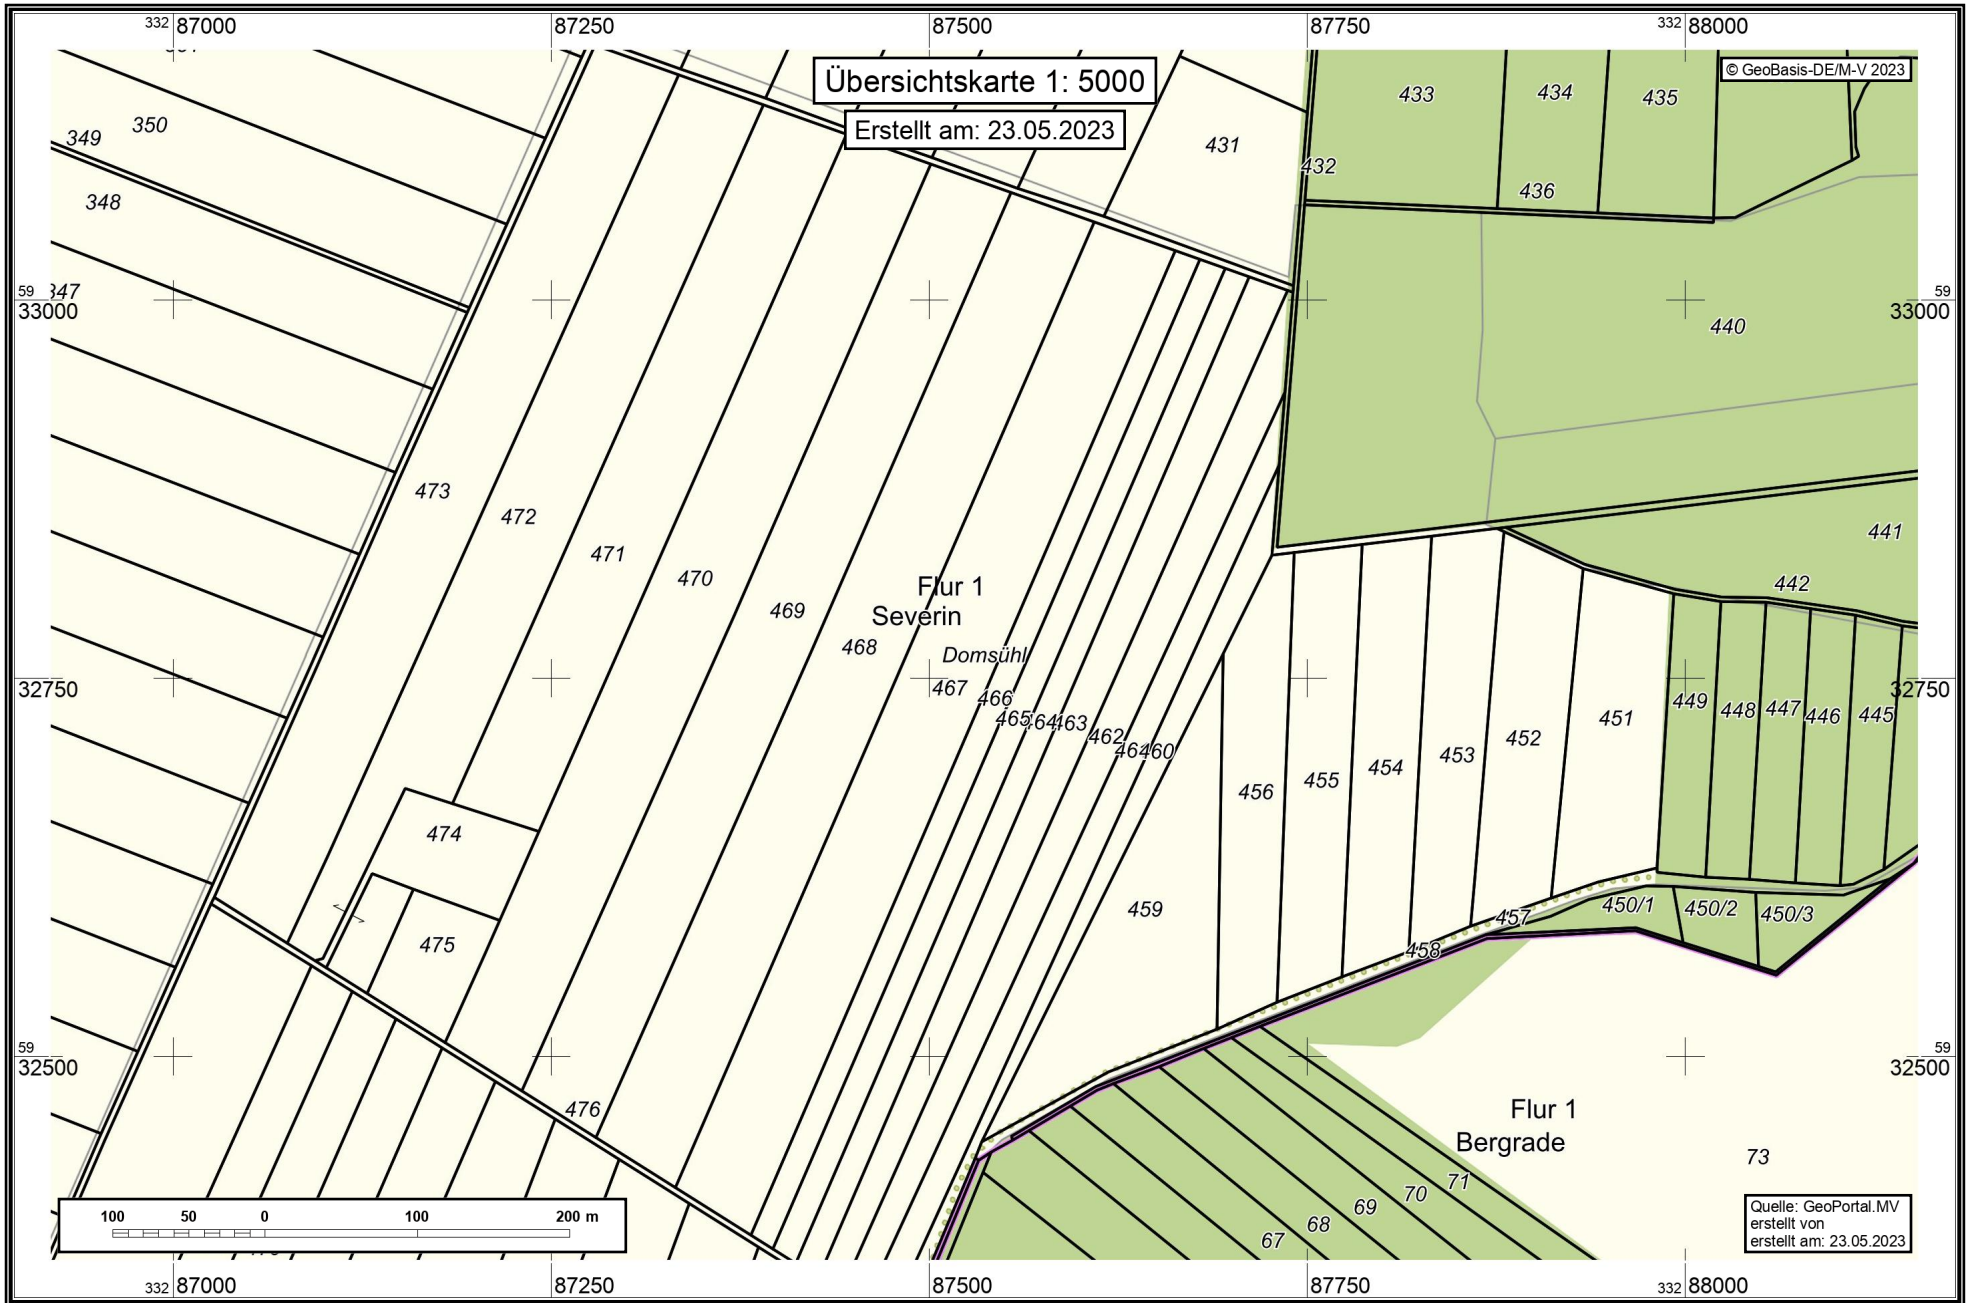 332 87000 87250 87500 87750 332 88000
Übersichtskarte 1: 5000
Erstellt am: 23.05.2023
© GeoBasis-DE/M-V 2023
433 434 435
349 350 431
432
436
348
347
59
33000
59
33000
440
473 472 471 470 469 468
441
442
Flur 1
Severin
Domsühl
467 466 465 464 463 462 461 460
32750
32750
449 448 447 446 445
456 455 454 453 452 451
474
459
475
457
458
450/1 450/2 450/3
59
32500
59
32500
476
Flur 1
Bergrade
73
67 68 69 70 71
100 50 0 100 200 m
Quelle: GeoPortal.MV
erstellt von
erstellt am: 23.05.2023
332 87000 87250 87500 87750 332 88000